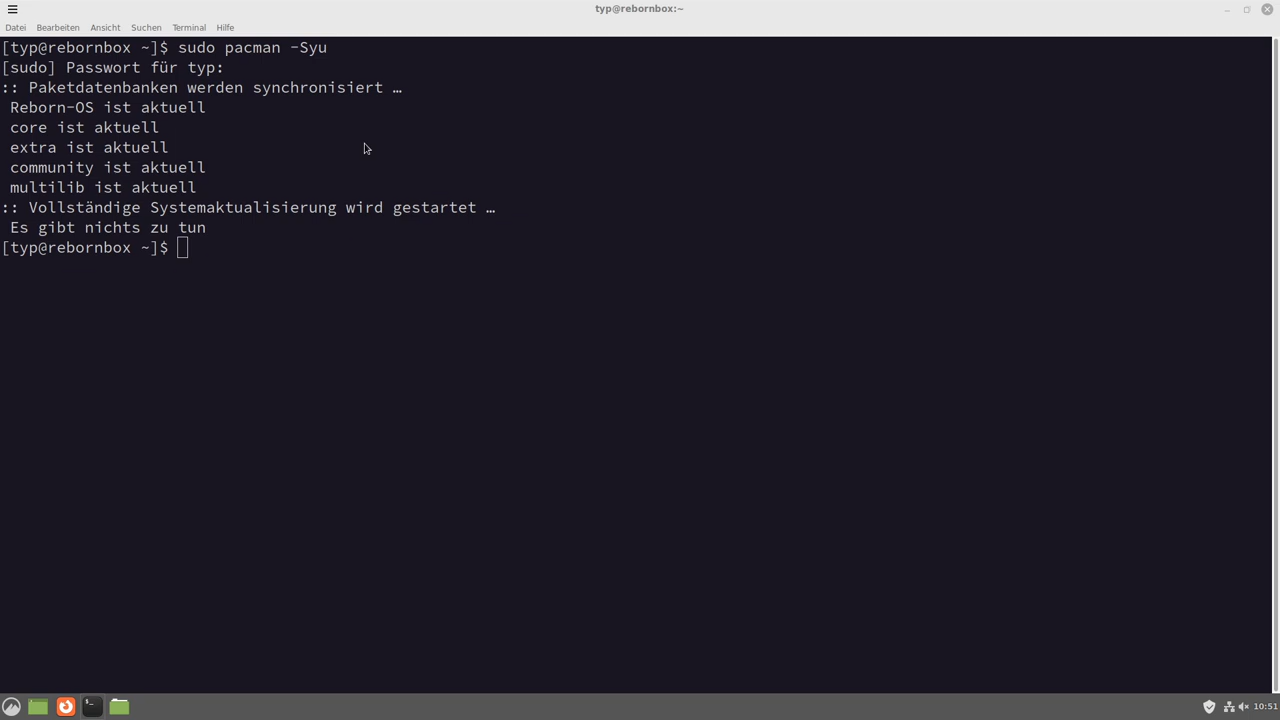 typ@rebornbox:~
Datei Bearbeiten Ansicht Suchen Terminal Hilfe
[typ@rebornbox ~]$ sudo pacman -Syu
[sudo] Passwort für typ:
:: Paketdatenbanken werden synchronisiert …
Reborn-OS ist aktuell
core ist aktuell
extra ist aktuell
community ist aktuell
multilib ist aktuell
:: Vollständige Systemaktualisierung wird gestartet …
Es gibt nichts zu tun
[typ@rebornbox ~]$
10:51